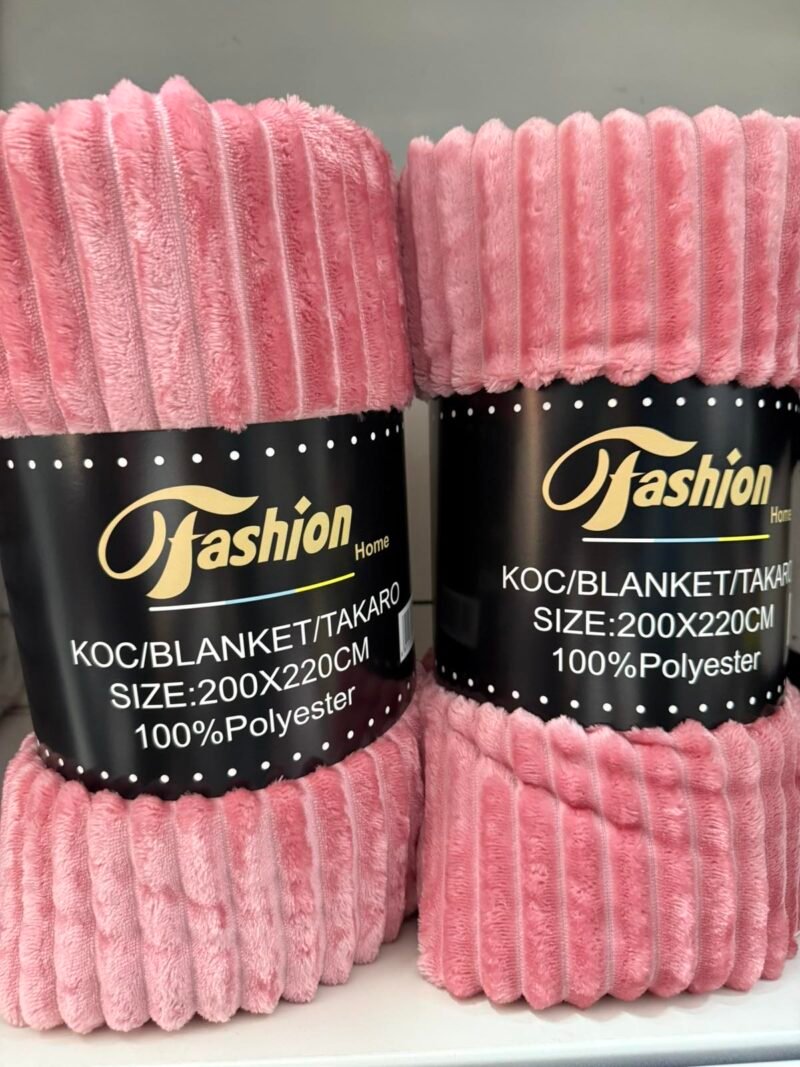 Fashion
Home
KOC/BLANKET/TAKARO
SIZE:200X220CM
100%Polyester
Fashion
Home
KOC/BLANKET/TAKARO
SIZE:200X220CM
100%Polyester